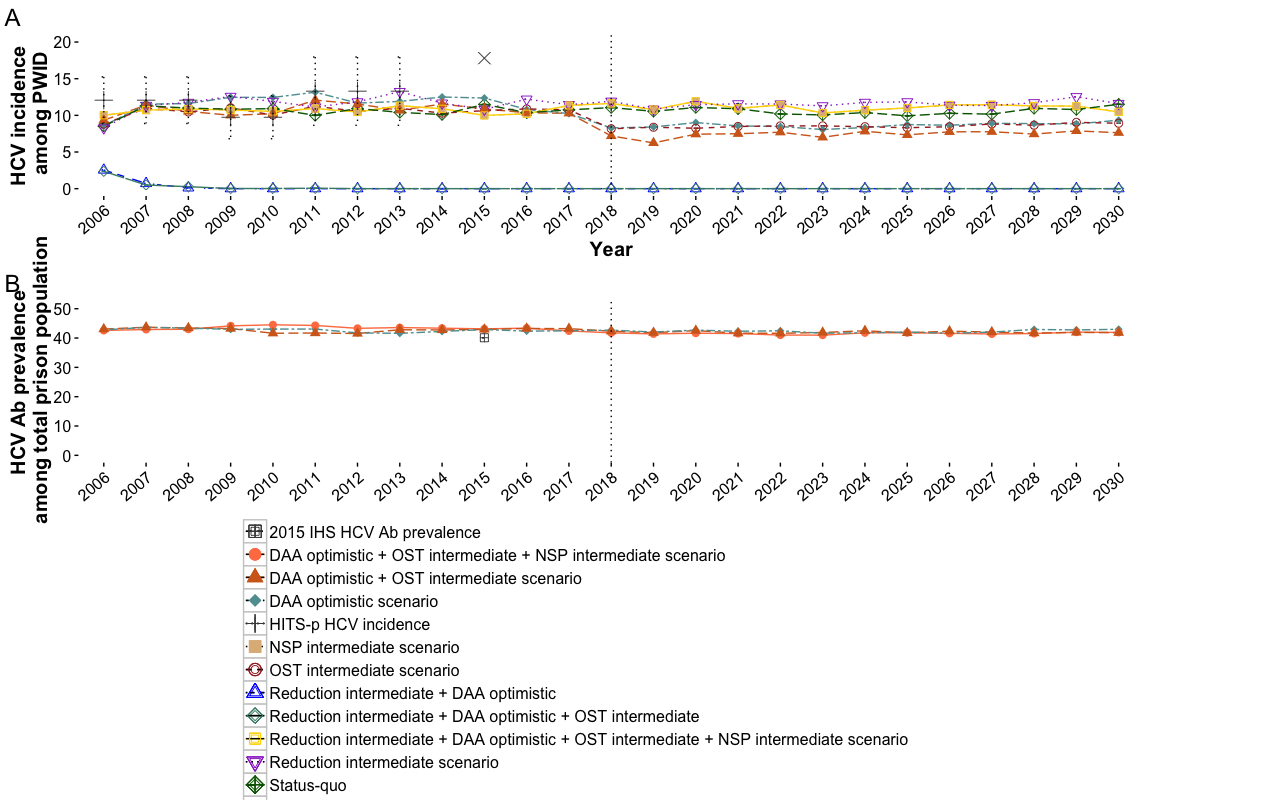 A
HCV incidence
among PWID
20
15
10
5
0
2006 2007 2008 2009 2010 2011 2012 2013 2014 2015 2016 2017 2018 2019 2020 2021 2022 2023 2024 2025 2026 2027 2028 2029 2030
Year
B
HCV Ab prevalence
among total prison population
50
40
30
20
10
0
2006 2007 2008 2009 2010 2011 2012 2013 2014 2015 2016 2017 2018 2019 2020 2021 2022 2023 2024 2025 2026 2027 2028 2029 2030
2015 IHS HCV Ab prevalence
DAA optimistic + OST intermediate + NSP intermediate scenario
DAA optimistic + OST intermediate scenario
DAA optimistic scenario
HITS-p HCV incidence
NSP intermediate scenario
OST intermediate scenario
Reduction intermediate + DAA optimistic
Reduction intermediate + DAA optimistic + OST intermediate
Reduction intermediate + DAA optimistic + OST intermediate + NSP intermediate scenario
Reduction intermediate scenario
Status-quo